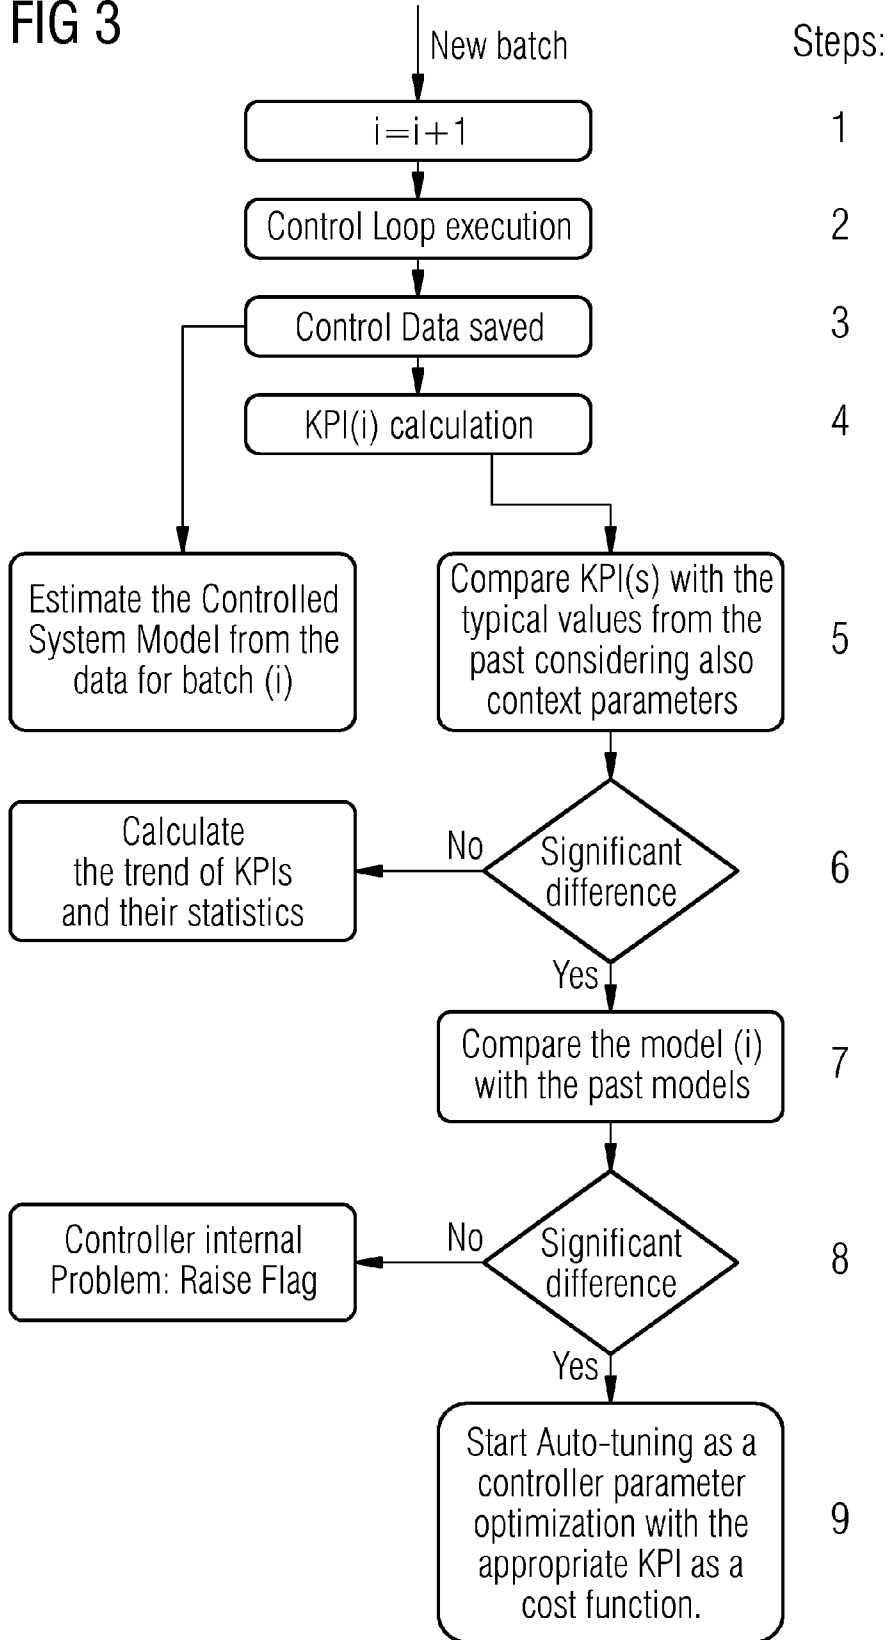 FIG 3
New batch
Steps:
i=i+1
1
Control Loop execution
2
Control Data saved
3
KPI(i) calculation
4
Estimate the Controlled
System Model from the
data for batch (i)
Compare KPI(s) with the
typical values from the
past considering also
context parameters
5
Calculate
the trend of KPIs
and their statistics
No
Significant
difference
6
Yes
Compare the model (i)
with the past models
7
Controller internal
Problem: Raise Flag
No
Significant
difference
8
Yes
Start Auto-tuning as a
controller parameter
optimization with the
appropriate KPI as a
cost function.
9